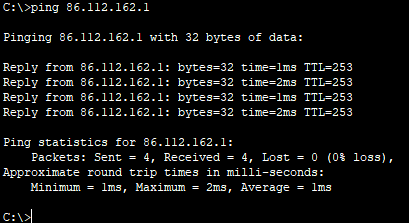 C:\>ping 86.112.162.1
Pinging 86.112.162.1 with 32 bytes of data:
Reply from 86.112.162.1: bytes=32 time=1ms TTL=253
Reply from 86.112.162.1: bytes=32 time=2ms TTL=253
Reply from 86.112.162.1: bytes=32 time=1ms TTL=253
Reply from 86.112.162.1: bytes=32 time=2ms TTL=253
Ping statistics for 86.112.162.1:
    Packets: Sent = 4, Received = 4, Lost = 0 (0% loss),
Approximate round trip times in milli-seconds:
    Minimum = 1ms, Maximum = 2ms, Average = 1ms
C:\>